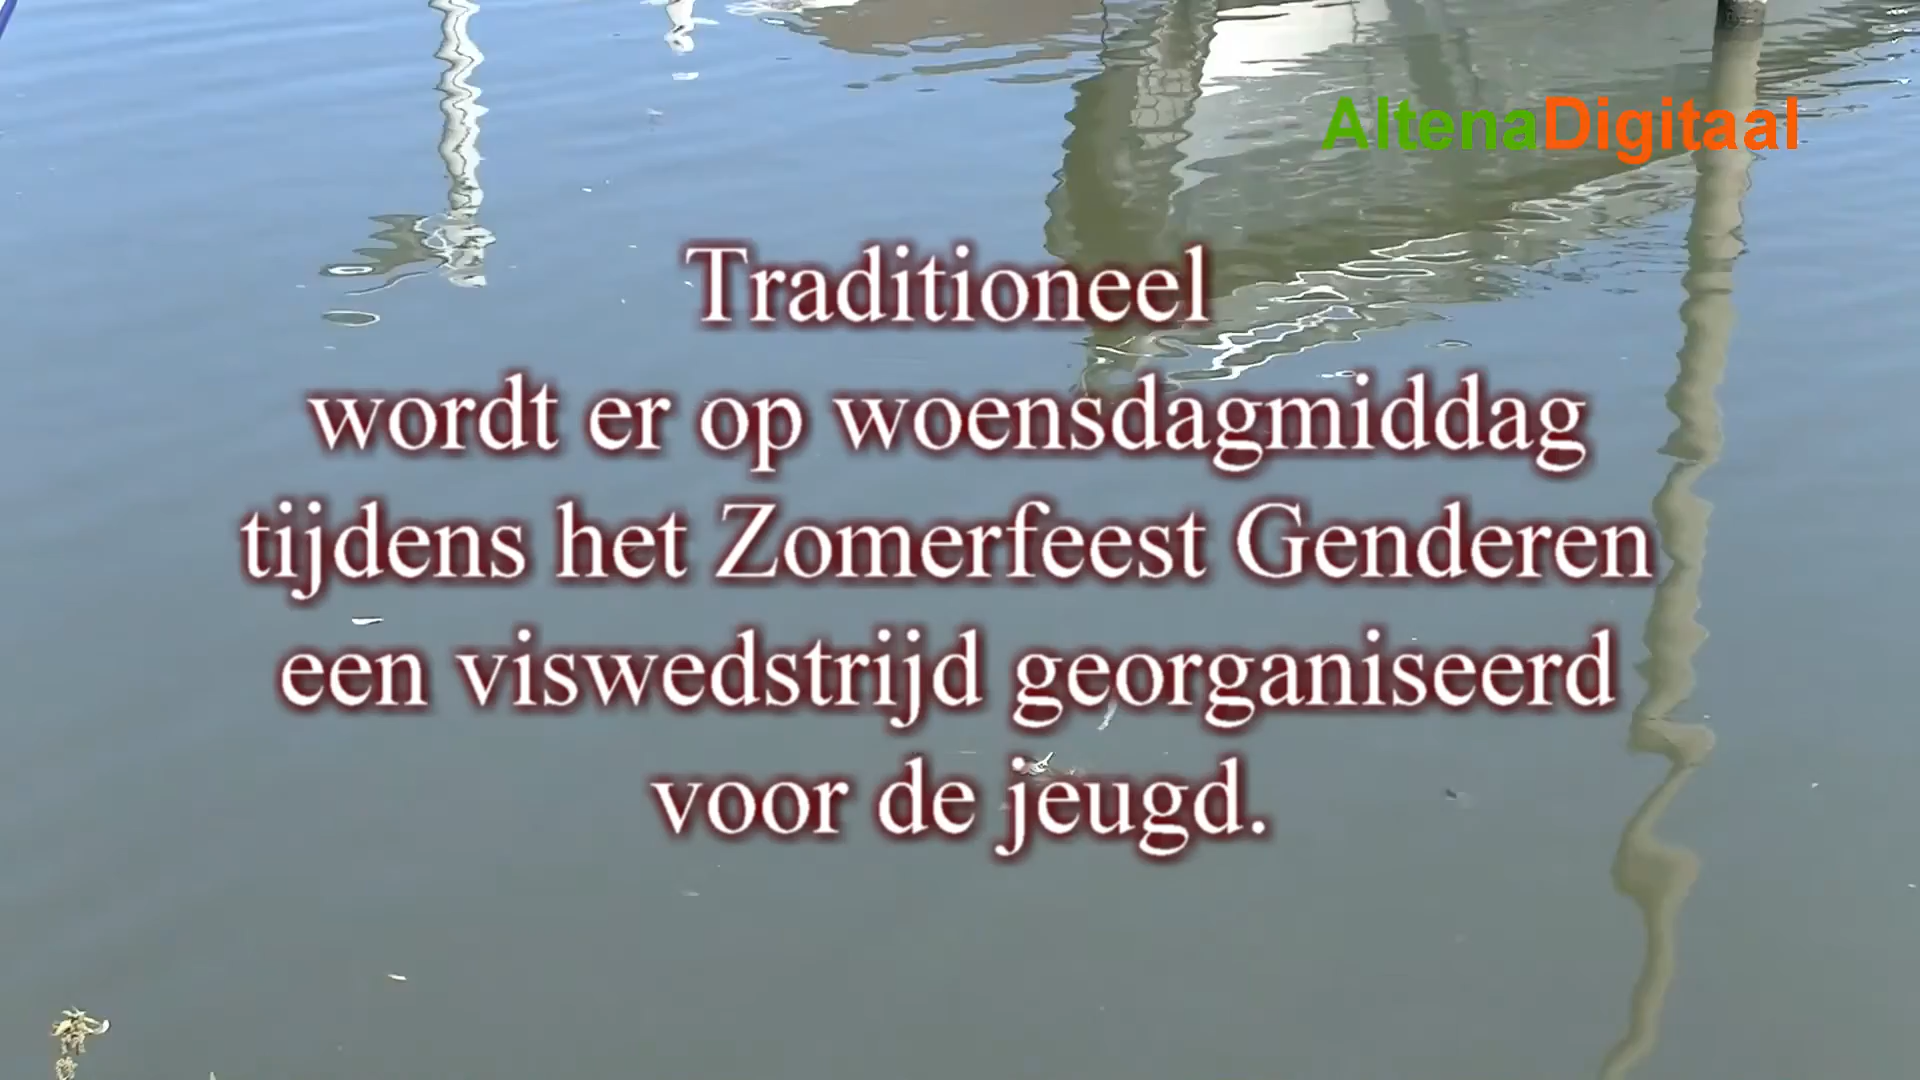 AltenaDigitaal
Traditioneel
wordt er op woensdagmiddag
tijdens het Zomerfeest Genderen
een viswedstrijd georganiseerd
voor de jeugd.